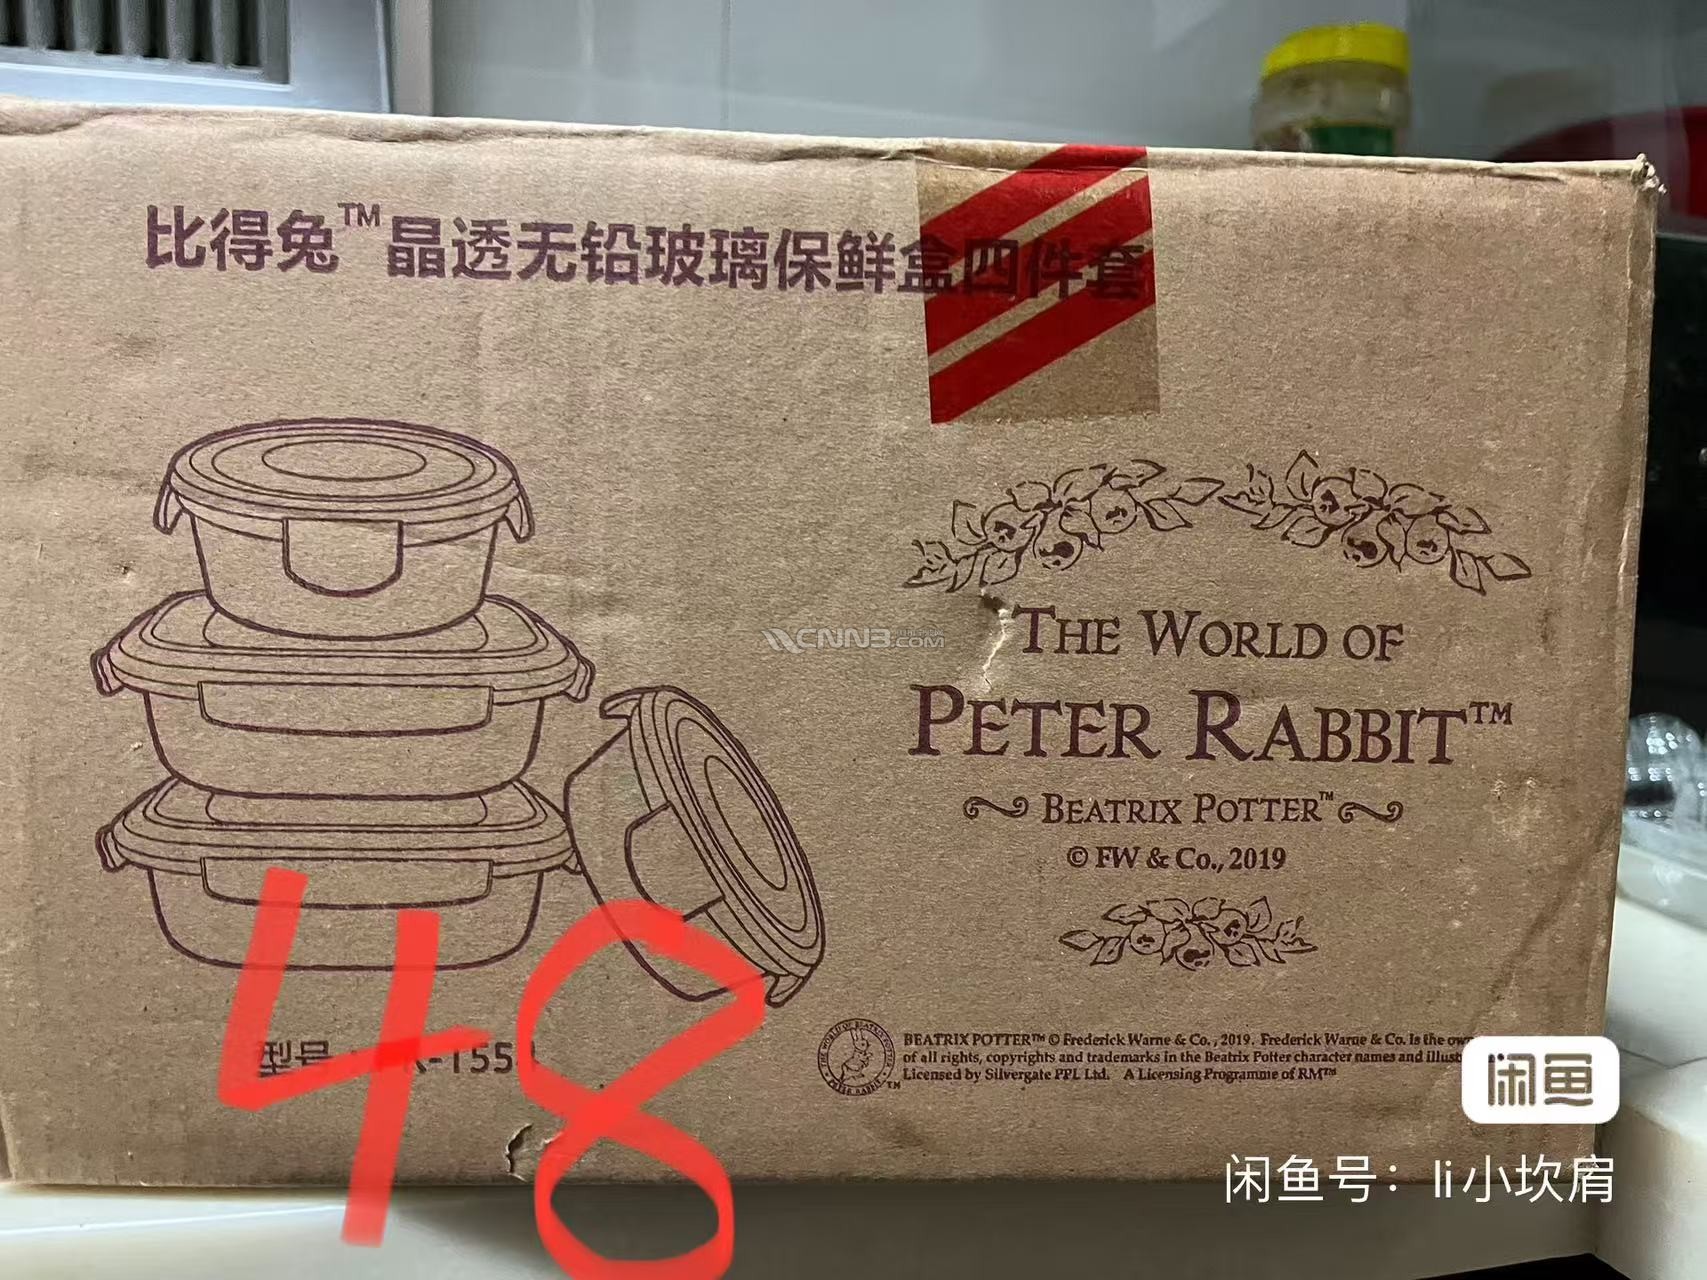 比得兔™晶透无铅玻璃保鲜盒四件套
THE WORLD OF
PETER RABBIT™
BEATRIX POTTER™
© FW & Co., 2019
BEATRIX POTTER™ © Frederick Warne & Co., 2019. Frederick Warne & Co. is the
of all rights, copyrights and trademarks in the Beatrix Potter character names and
Licensed by Silvergate PPL Ltd. A Licensing Programme of RM™
型号
48
CNNB.COM
闲鱼
闲鱼号：li小坎肩